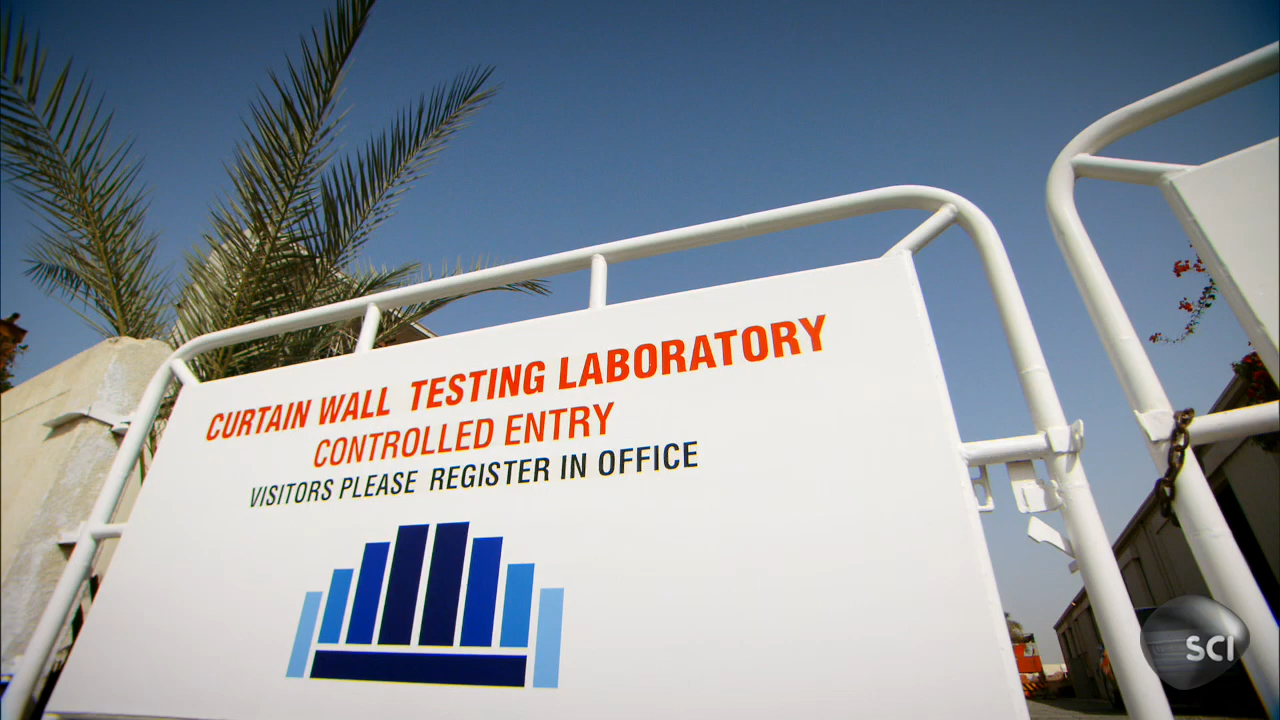 CURTAIN WALL TESTING LABORATORY
CONTROLLED ENTRY
VISITORS PLEASE REGISTER IN OFFICE
SCI